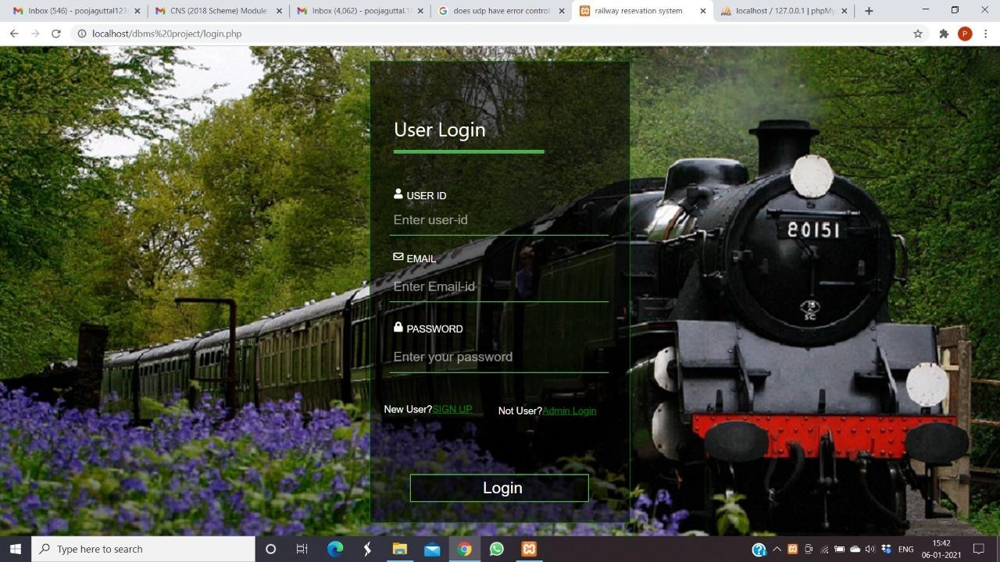 Inbox (546) - poojaguttal123
CNS (2018 Scheme) Module
Inbox (4,062) - poojaguttal.1
does udp have error control
railway resevation system
localhost / 127.0.0.1 | phpMy
localhost/dbms%20project/login.php
P
User Login
USER ID
Enter user-id
EMAIL
Enter Email-id
PASSWORD
Enter your password
New User?SIGN UP
Not User?Admin Login
Login
80151
SC
Type here to search
ENG
15:42
06-01-2021